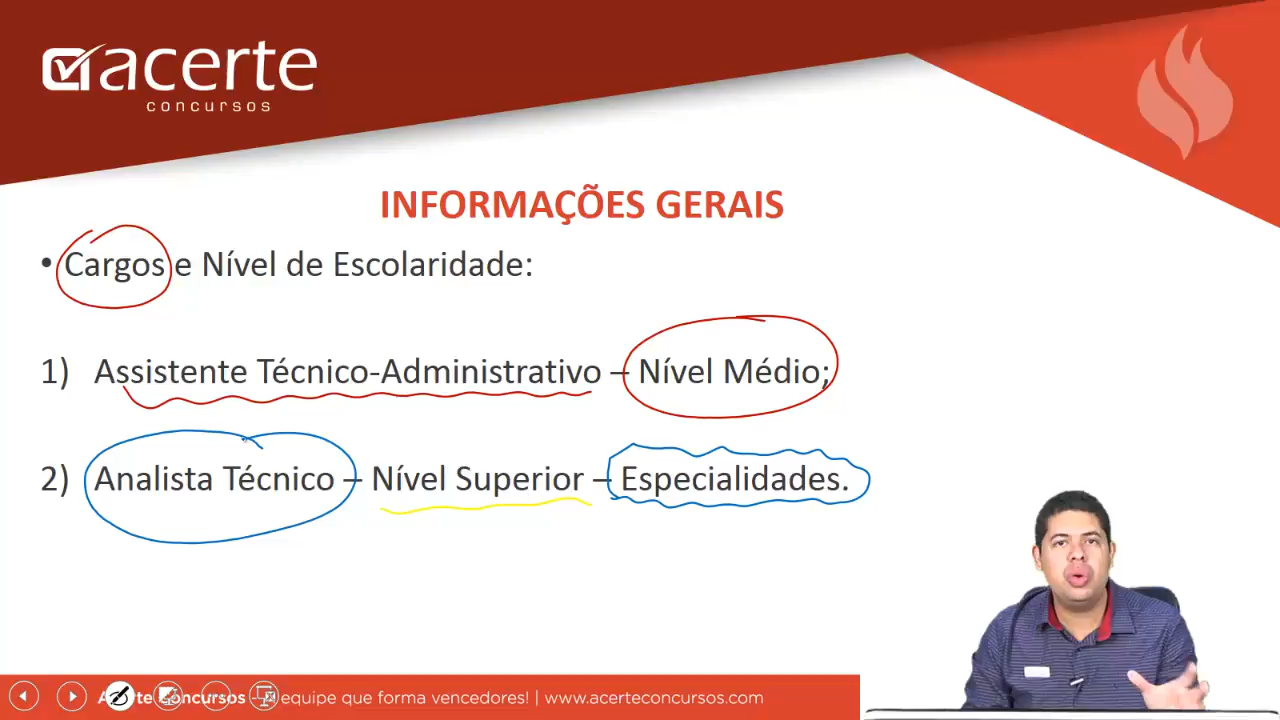 acerte
concursos
INFORMAÇÕES GERAIS
• Cargos e Nível de Escolaridade:
1) Assistente Técnico-Administrativo – Nível Médio;
2) Analista Técnico – Nível Superior – Especialidades.
Concursos equipe que forma vencedores! | www.acerteconcursos.com